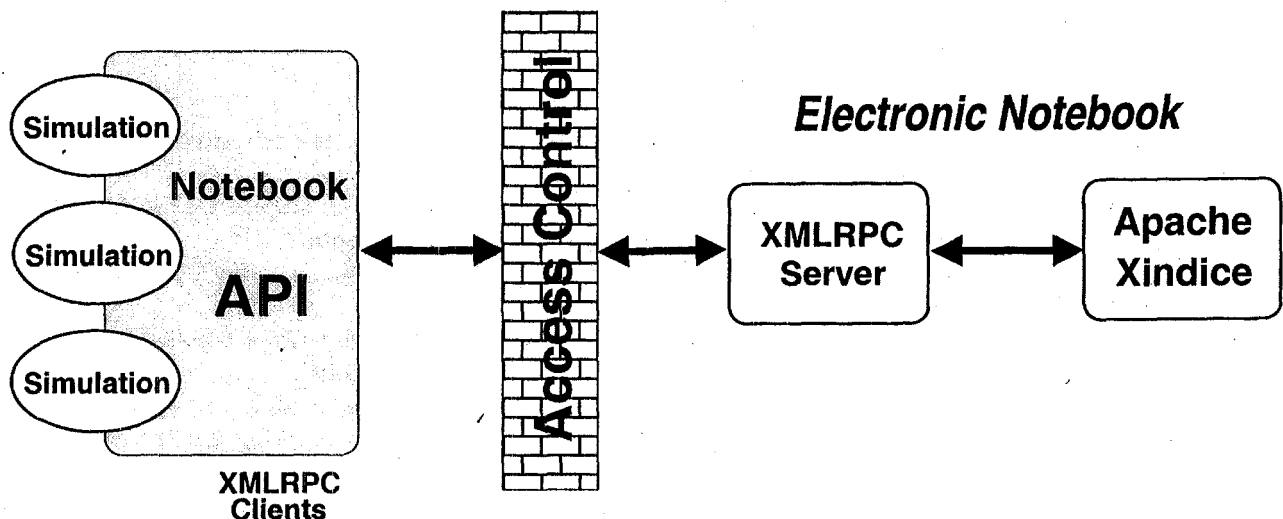 Simulation
Simulation
Simulation
Notebook
API
XMLRPC
Clients
Access Control
Electronic Notebook
XMLRPC
Server
Apache
Xindice